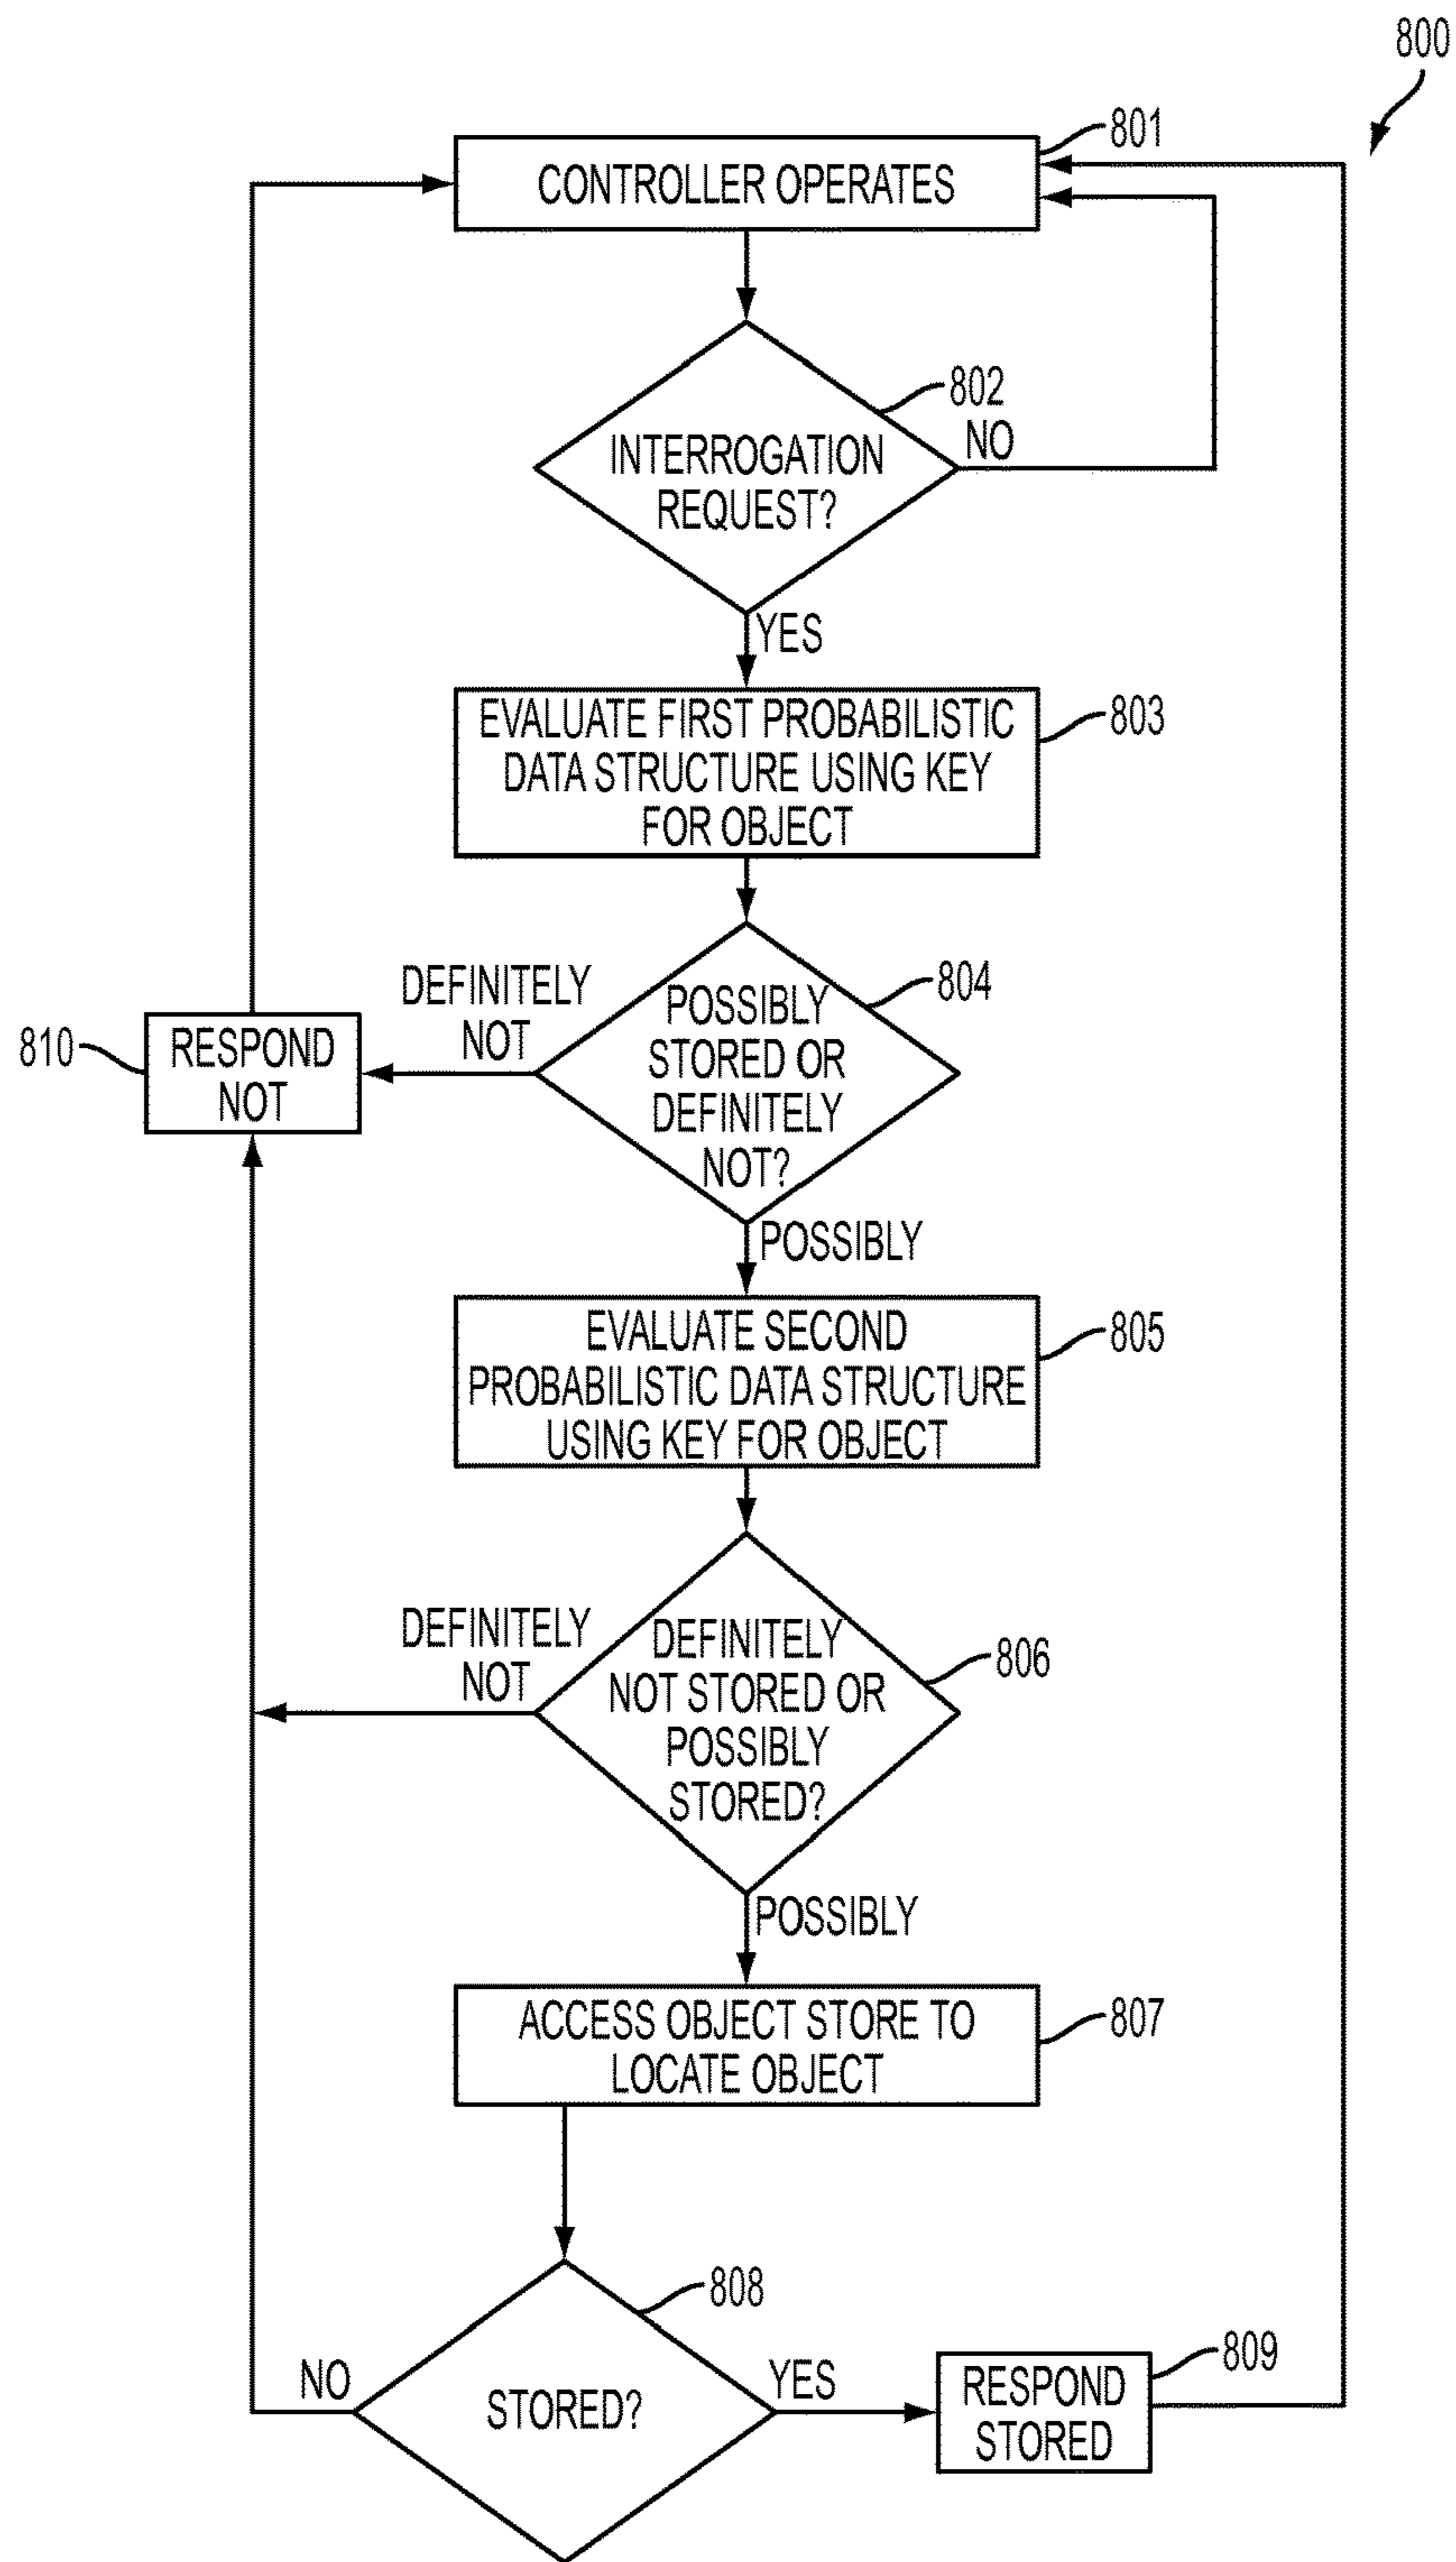 800
801
CONTROLLER OPERATES
802
INTERROGATION
REQUEST?
NO
YES
803
EVALUATE FIRST PROBABILISTIC
DATA STRUCTURE USING KEY
FOR OBJECT
804
POSSIBLY
STORED OR
DEFINITELY
NOT?
DEFINITELY
NOT
810
RESPOND
NOT
POSSIBLY
805
EVALUATE SECOND
PROBABILISTIC DATA STRUCTURE
USING KEY FOR OBJECT
806
DEFINITELY
NOT STORED OR
POSSIBLY
STORED?
DEFINITELY
NOT
POSSIBLY
807
ACCESS OBJECT STORE TO
LOCATE OBJECT
808
STORED?
NO
YES
809
RESPOND
STORED